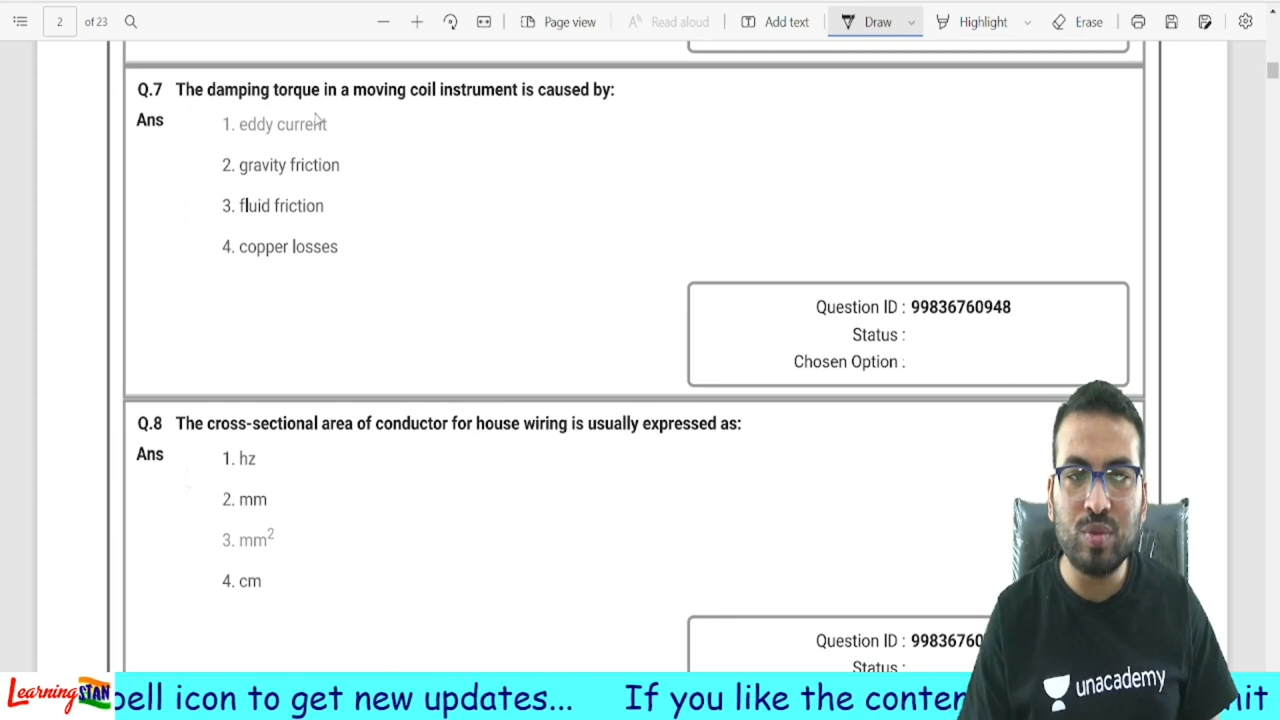 2 of 23 Page view Read aloud Add text Draw Highlight Erase
Q.7 The damping torque in a moving coil instrument is caused by:
Ans 1. eddy current
2. gravity friction
3. fluid friction
4. copper losses
Question ID : 99836760948
Status :
Chosen Option :
Q.8 The cross-sectional area of conductor for house wiring is usually expressed as:
Ans 1. hz
2. mm
3. mm²
4. cm
Question ID : 99836760
Status :
unacademy
Learning STAN bell icon to get new updates... If you like the conten